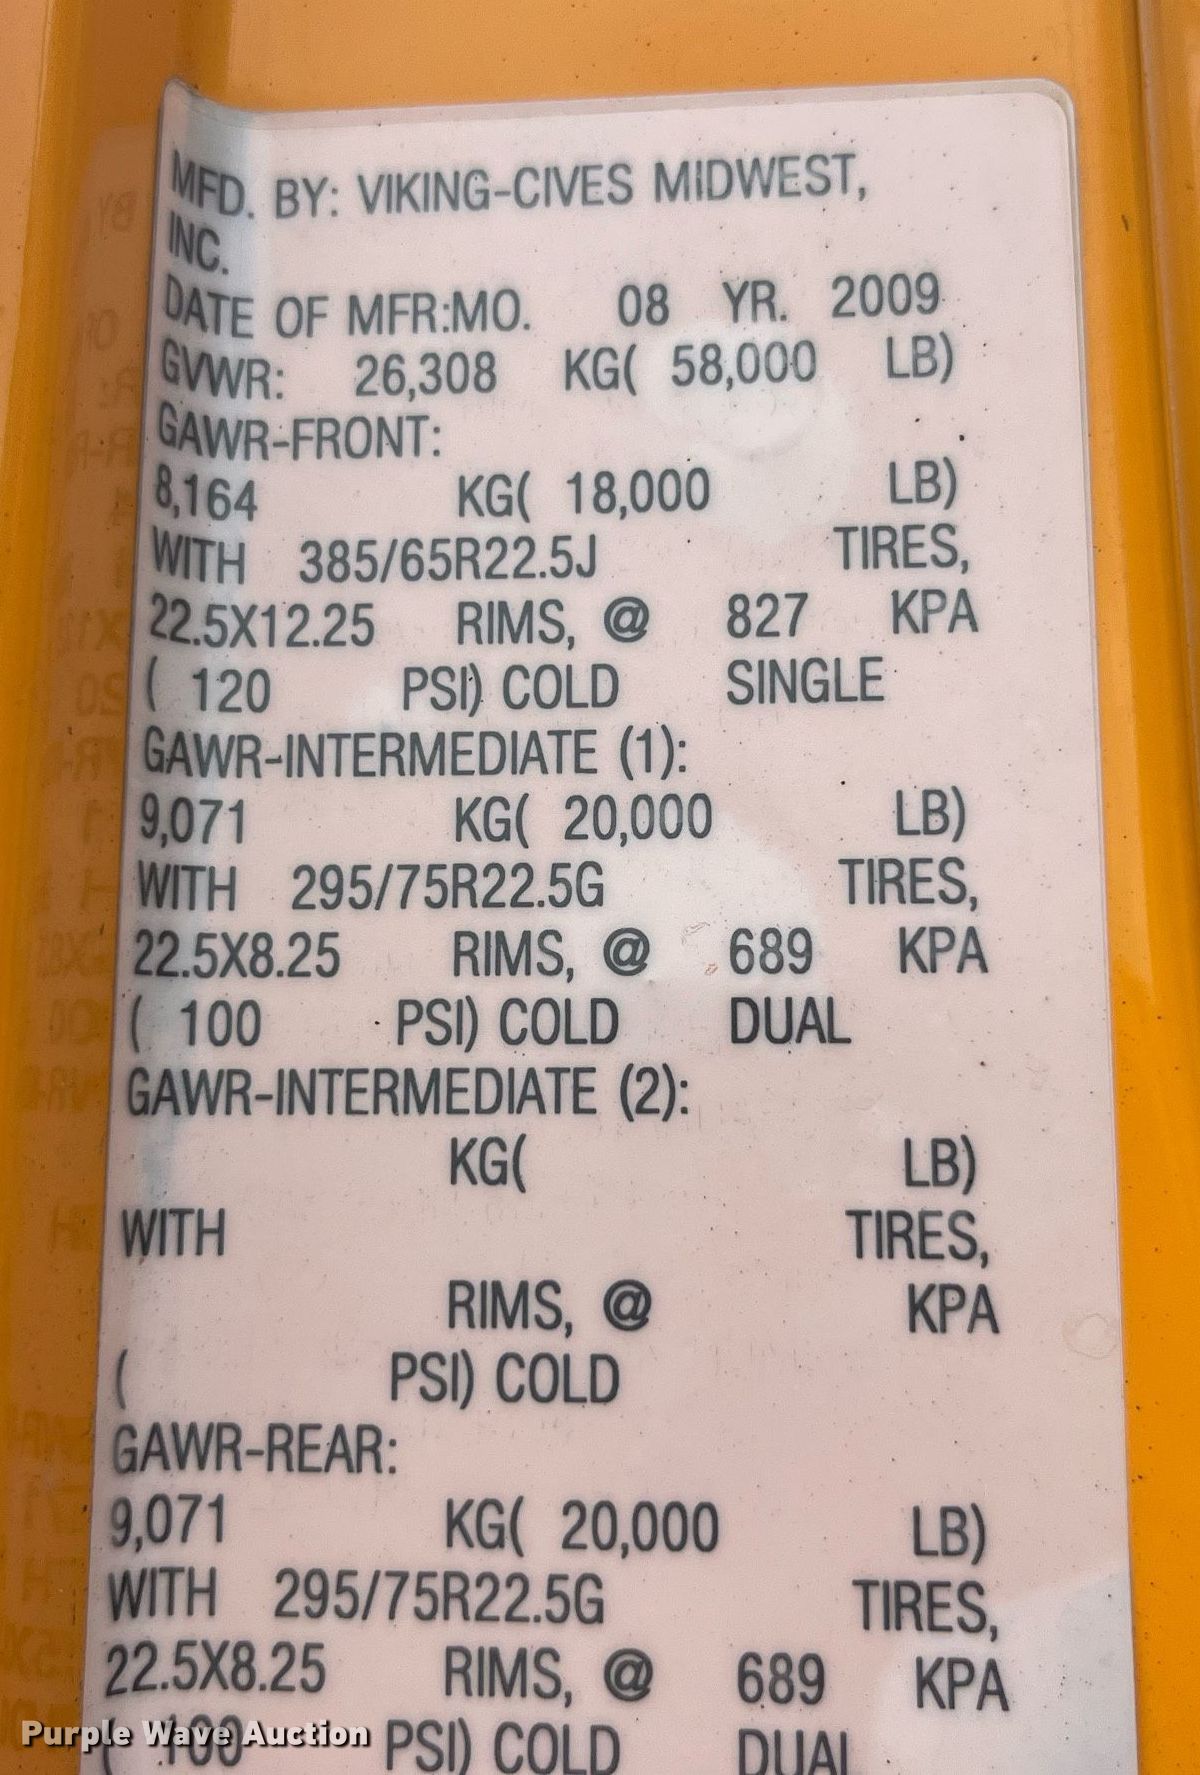 MFD. BY: VIKING-CIVES MIDWEST,
INC.
DATE OF MFR:MO. 08 YR. 2009
GVWR: 26,308 KG( 58,000 LB)
GAWR-FRONT:
8,164 KG( 18,000 LB)
WITH 385/65R22.5J TIRES,
22.5X12.25 RIMS, @ 827 KPA
( 120 PSI) COLD SINGLE
GAWR-INTERMEDIATE (1):
9,071 KG( 20,000 LB)
WITH 295/75R22.5G TIRES,
22.5X8.25 RIMS, @ 689 KPA
( 100 PSI) COLD DUAL
GAWR-INTERMEDIATE (2):
KG( LB)
WITH TIRES,
RIMS, @ KPA
( PSI) COLD
GAWR-REAR:
9,071 KG( 20,000 LB)
WITH 295/75R22.5G TIRES,
22.5X8.25 RIMS, @ 689 KPA
( 100 PSI) COLD DUAL
Purple Wave Auction